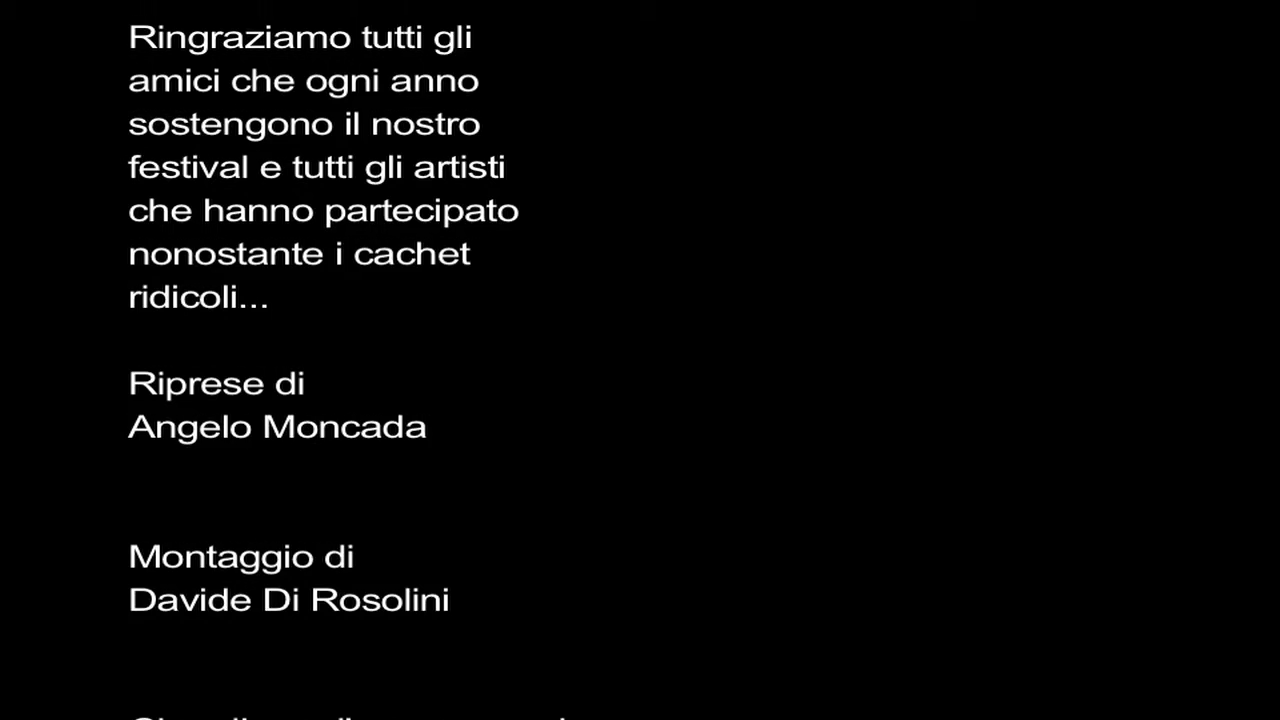 Ringraziamo tutti gli
amici che ogni anno
sostengono il nostro
festival e tutti gli artisti
che hanno partecipato
nonostante i cachet
ridicoli...
Riprese di
Angelo Moncada
Montaggio di
Davide Di Rosolini